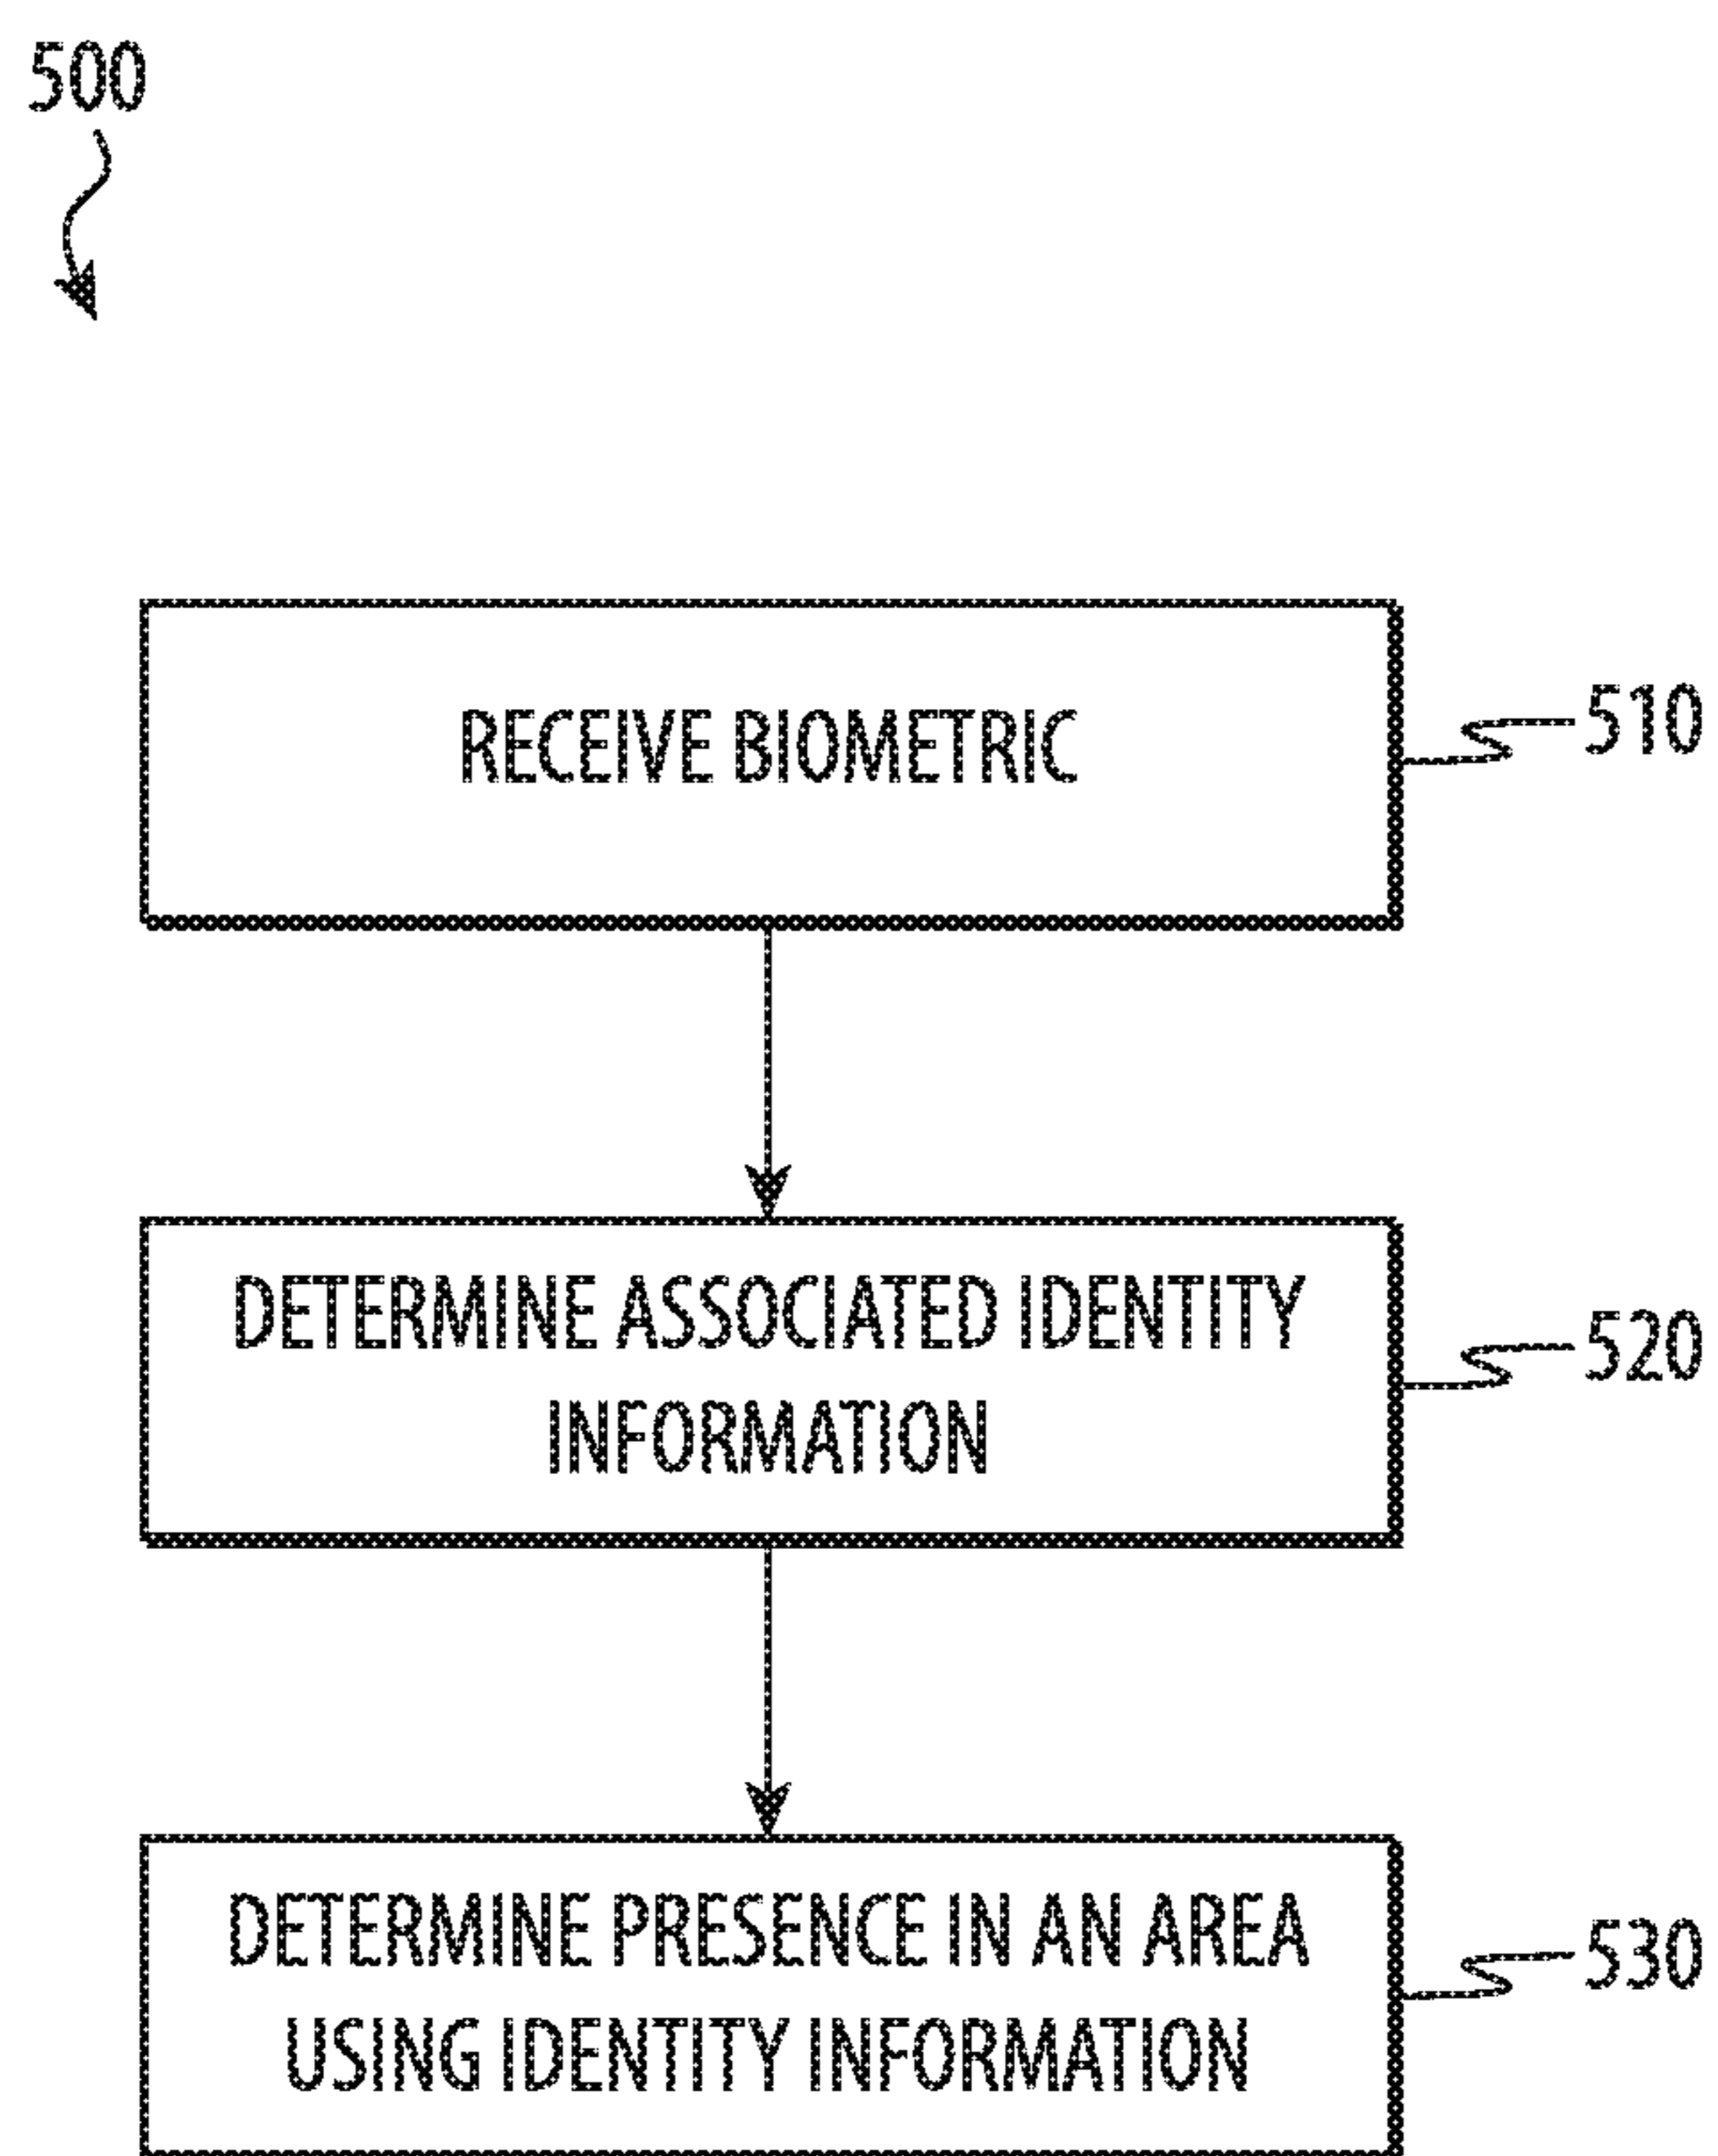 500
RECEIVE BIOMETRIC
510
DETERMINE ASSOCIATED IDENTITY
INFORMATION
520
DETERMINE PRESENCE IN AN AREA
USING IDENTITY INFORMATION
530